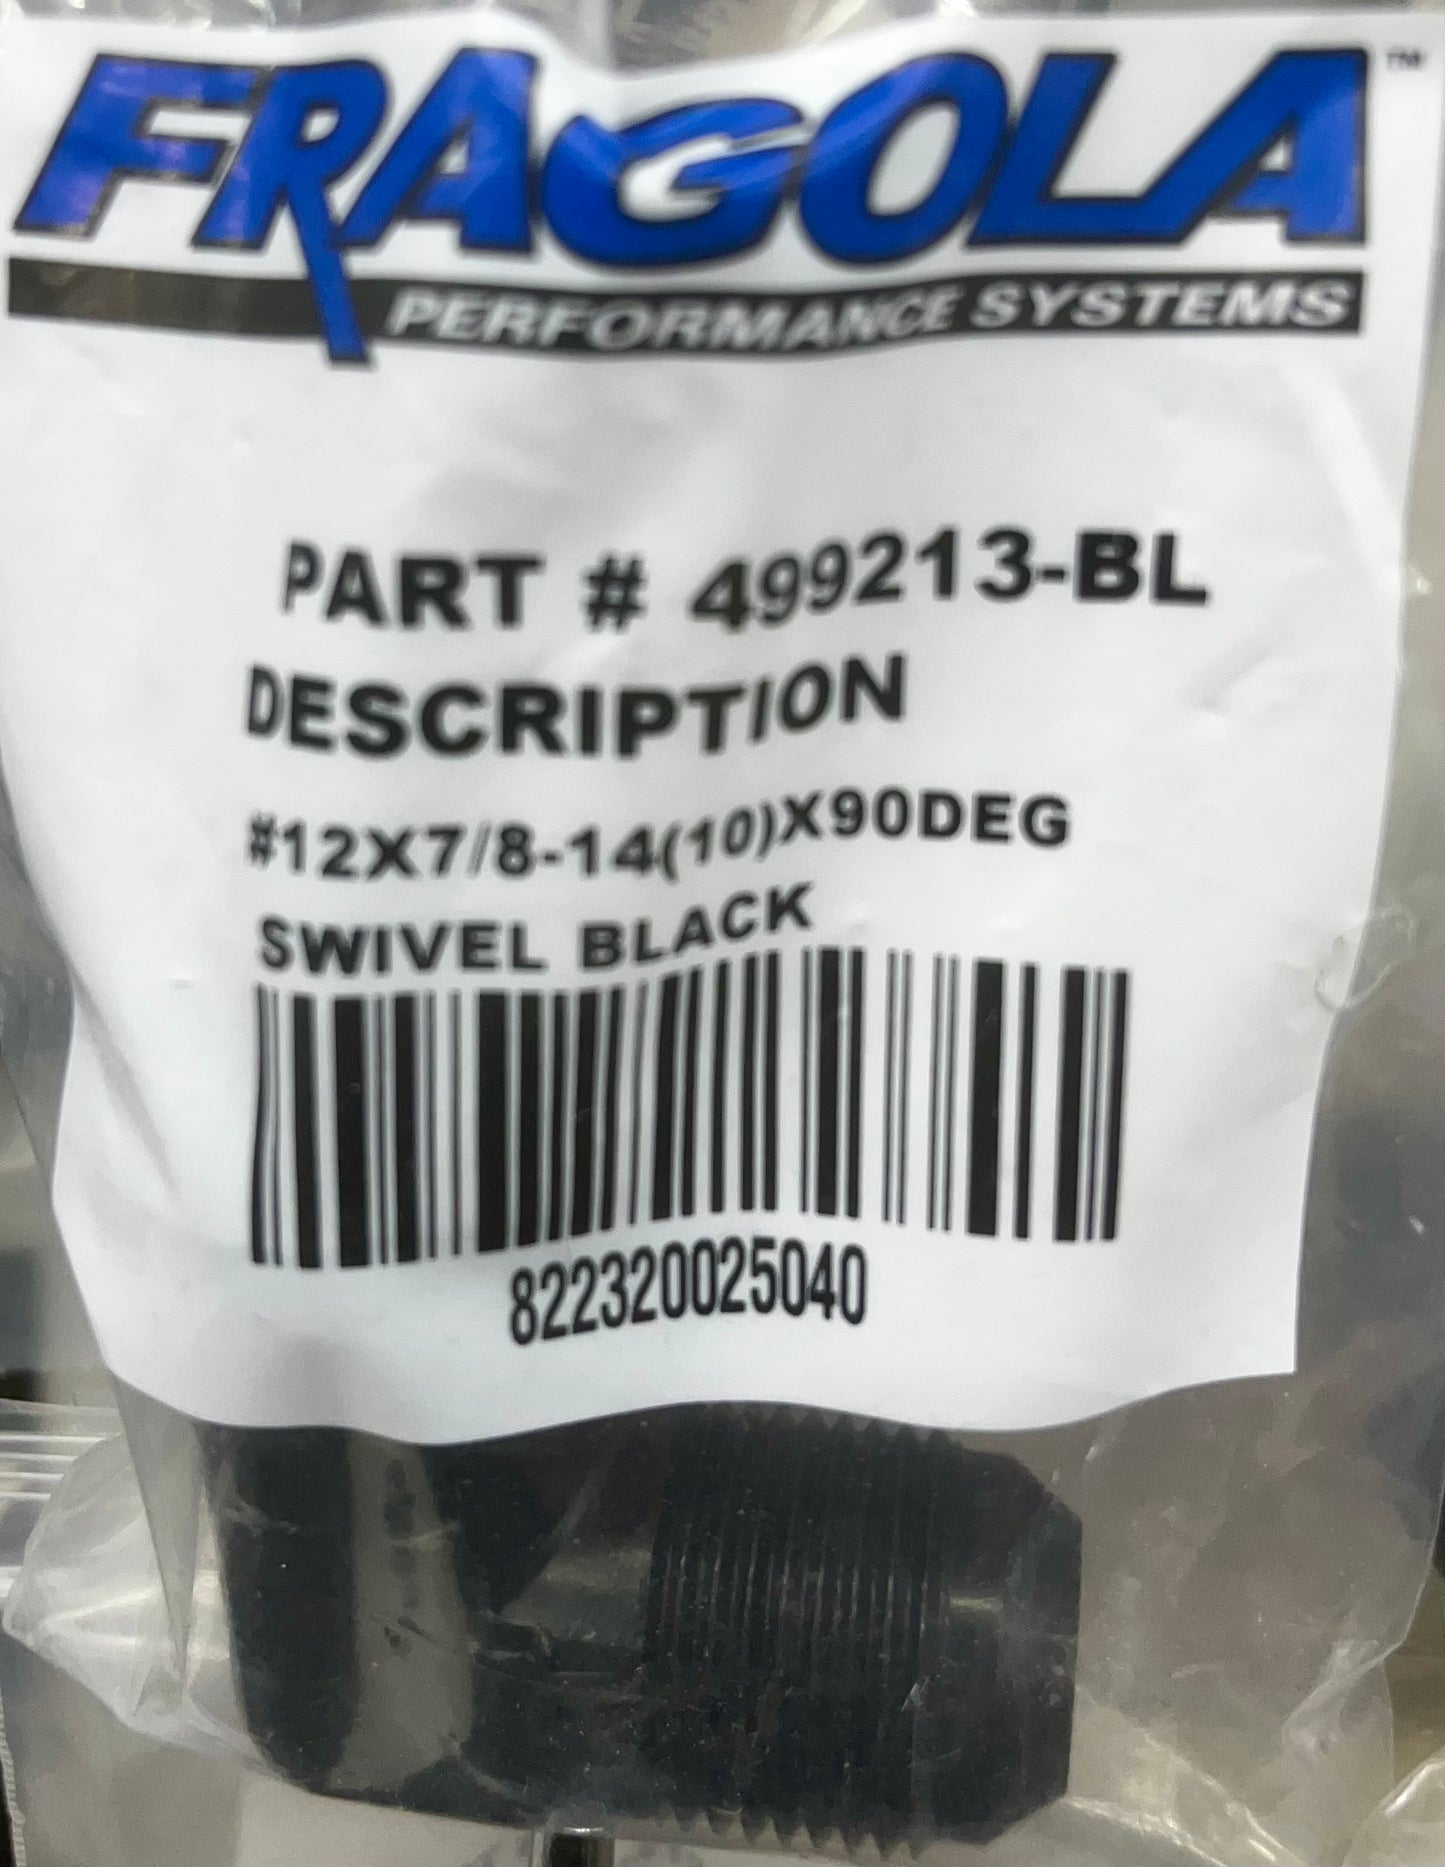 FRAGOLA™
PERFORMANCE SYSTEMS
PART # 499213-BL
DESCRIPTION
#12X7/8-14(10)X90DEG
SWIVEL BLACK
822320025040